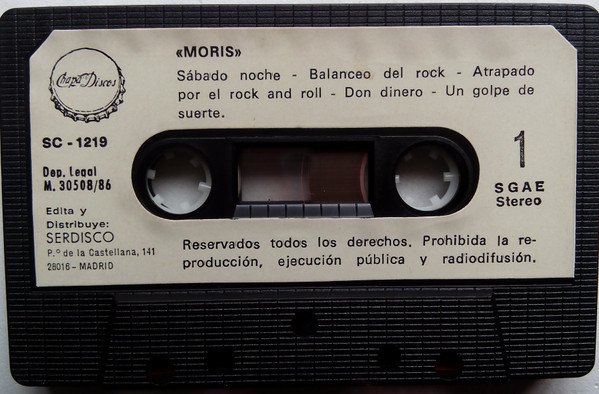 Chapa Discos
«MORIS»
Sábado noche - Balanceo del rock - Atrapado
por el rock and roll - Don dinero - Un golpe de
suerte.
SC - 1219
Dep. Legal
M. 30508/86
Edita y
Distribuye:
SERDISCO
P.º de la Castellana, 141
28016 - MADRID
1
SGAE
Stereo
Reservados todos los derechos. Prohibida la re-
producción, ejecución pública y radiodifusión.